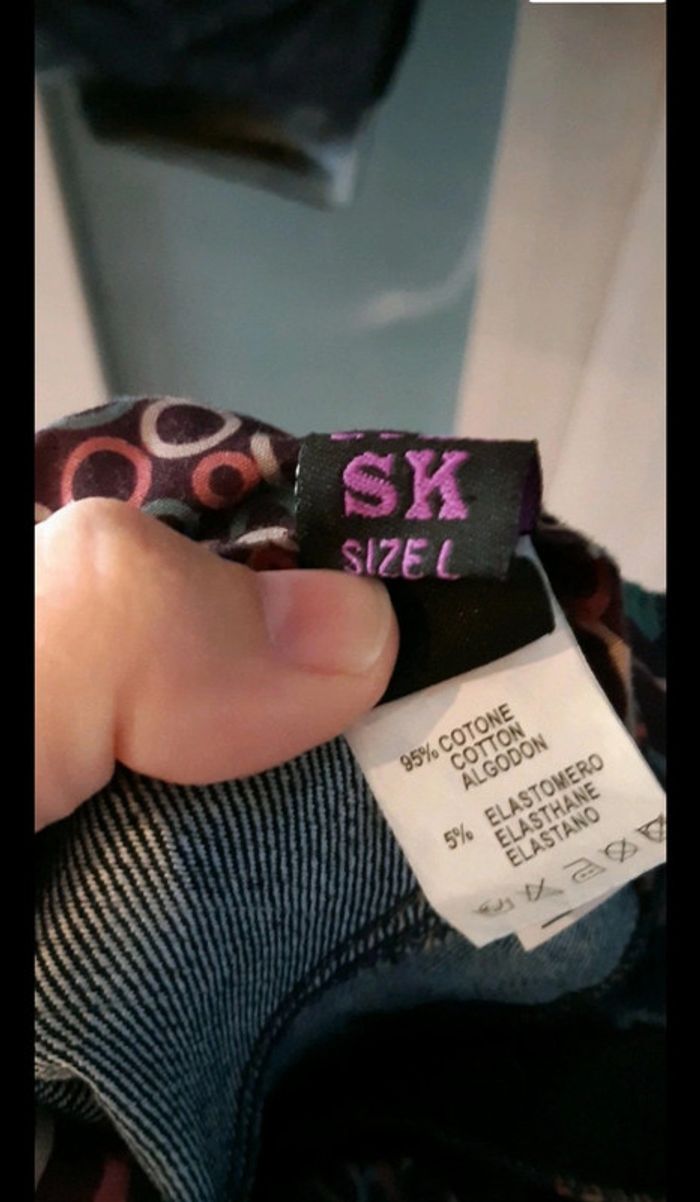 SK
SIZE L
95% COTONE
COTTON
ALGODON
5% ELASTOMERO
ELASTHANE
ELASTANO